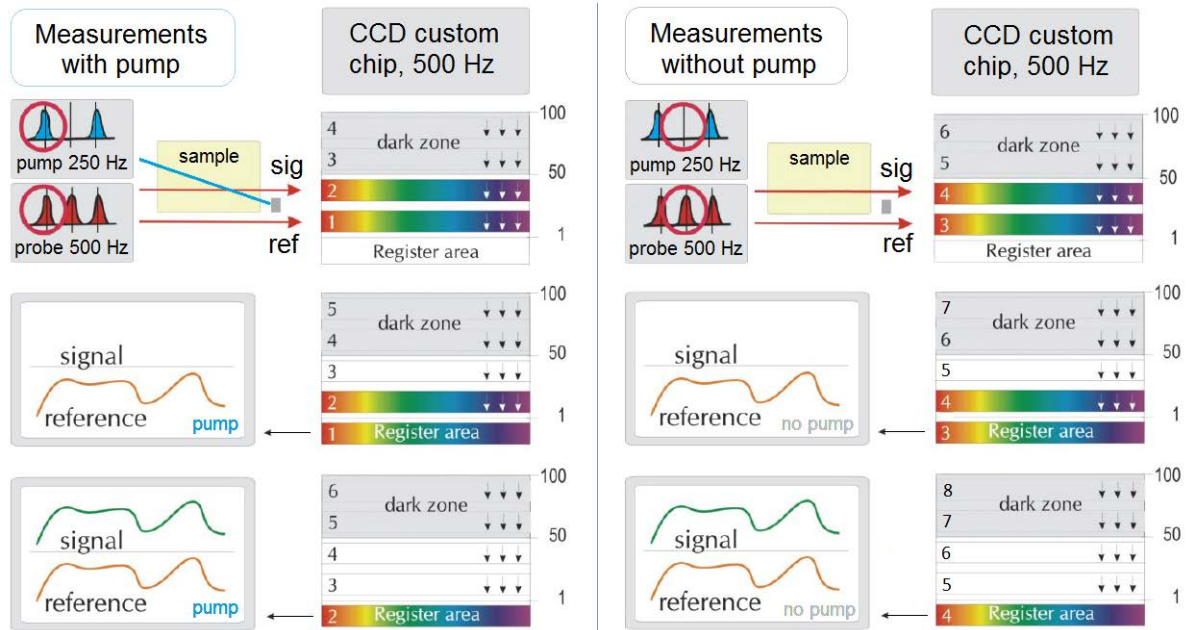 Measurements
with pump
CCD custom
chip, 500 Hz
pump 250 Hz
probe 500 Hz
sample
sig
ref
100
4
dark zone
3
50
2
1
1
Register area
signal
reference
pump
100
5
dark zone
4
50
3
2
1
1
Register area
signal
reference
pump
100
6
dark zone
5
50
4
3
1
2
Register area
Measurements
without pump
CCD custom
chip, 500 Hz
pump 250 Hz
probe 500 Hz
sample
sig
ref
100
6
dark zone
5
50
4
3
1
Register area
signal
reference
no pump
100
7
dark zone
6
50
5
4
1
3
Register area
signal
reference
no pump
100
8
dark zone
7
50
6
5
1
4
Register area